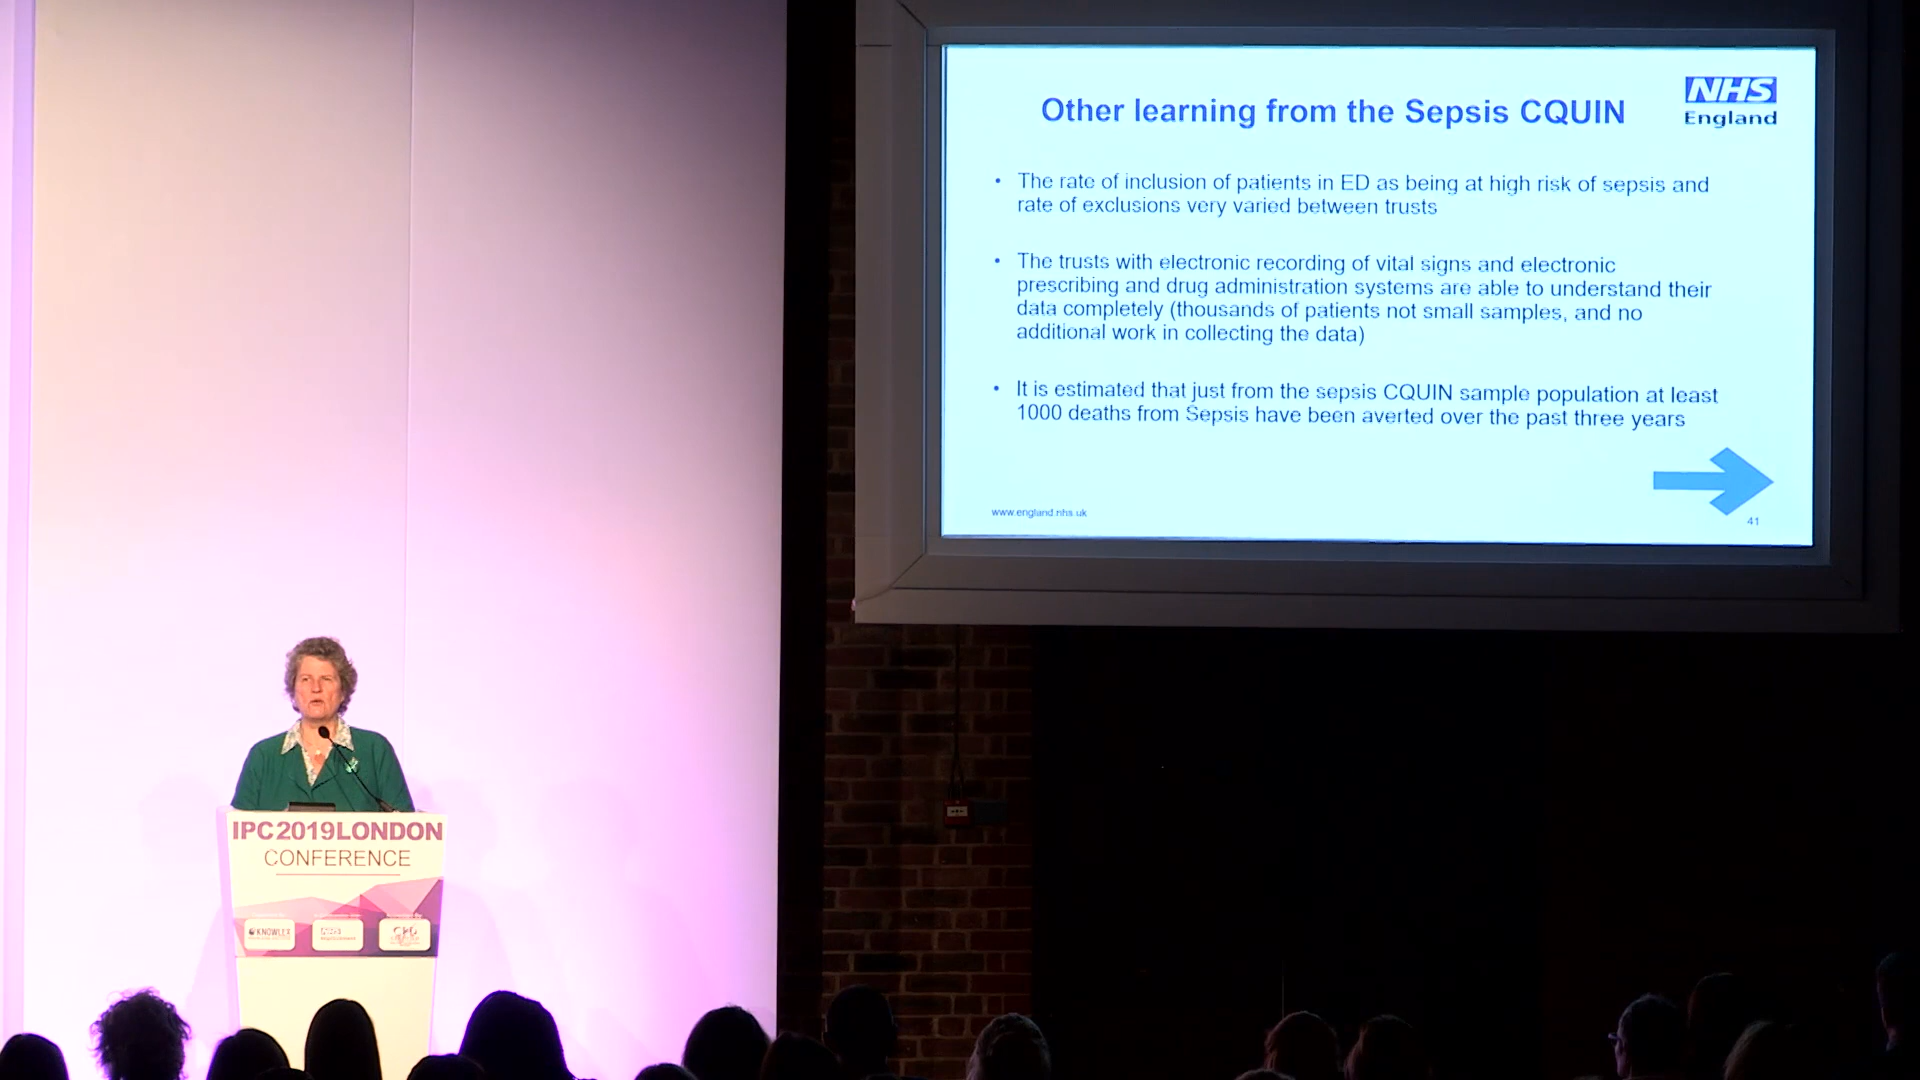 Other learning from the Sepsis CQUIN
NHS
England
• The rate of inclusion of patients in ED as being at high risk of sepsis and
rate of exclusions very varied between trusts
• The trusts with electronic recording of vital signs and electronic
prescribing and drug administration systems are able to understand their
data completely (thousands of patients not small samples, and no
additional work in collecting the data)
• It is estimated that just from the sepsis CQUIN sample population at least
1000 deaths from Sepsis have been averted over the past three years
www.england.nhs.uk
41
IPC2019LONDON
CONFERENCE
KNOWLEX
NHS
CPD